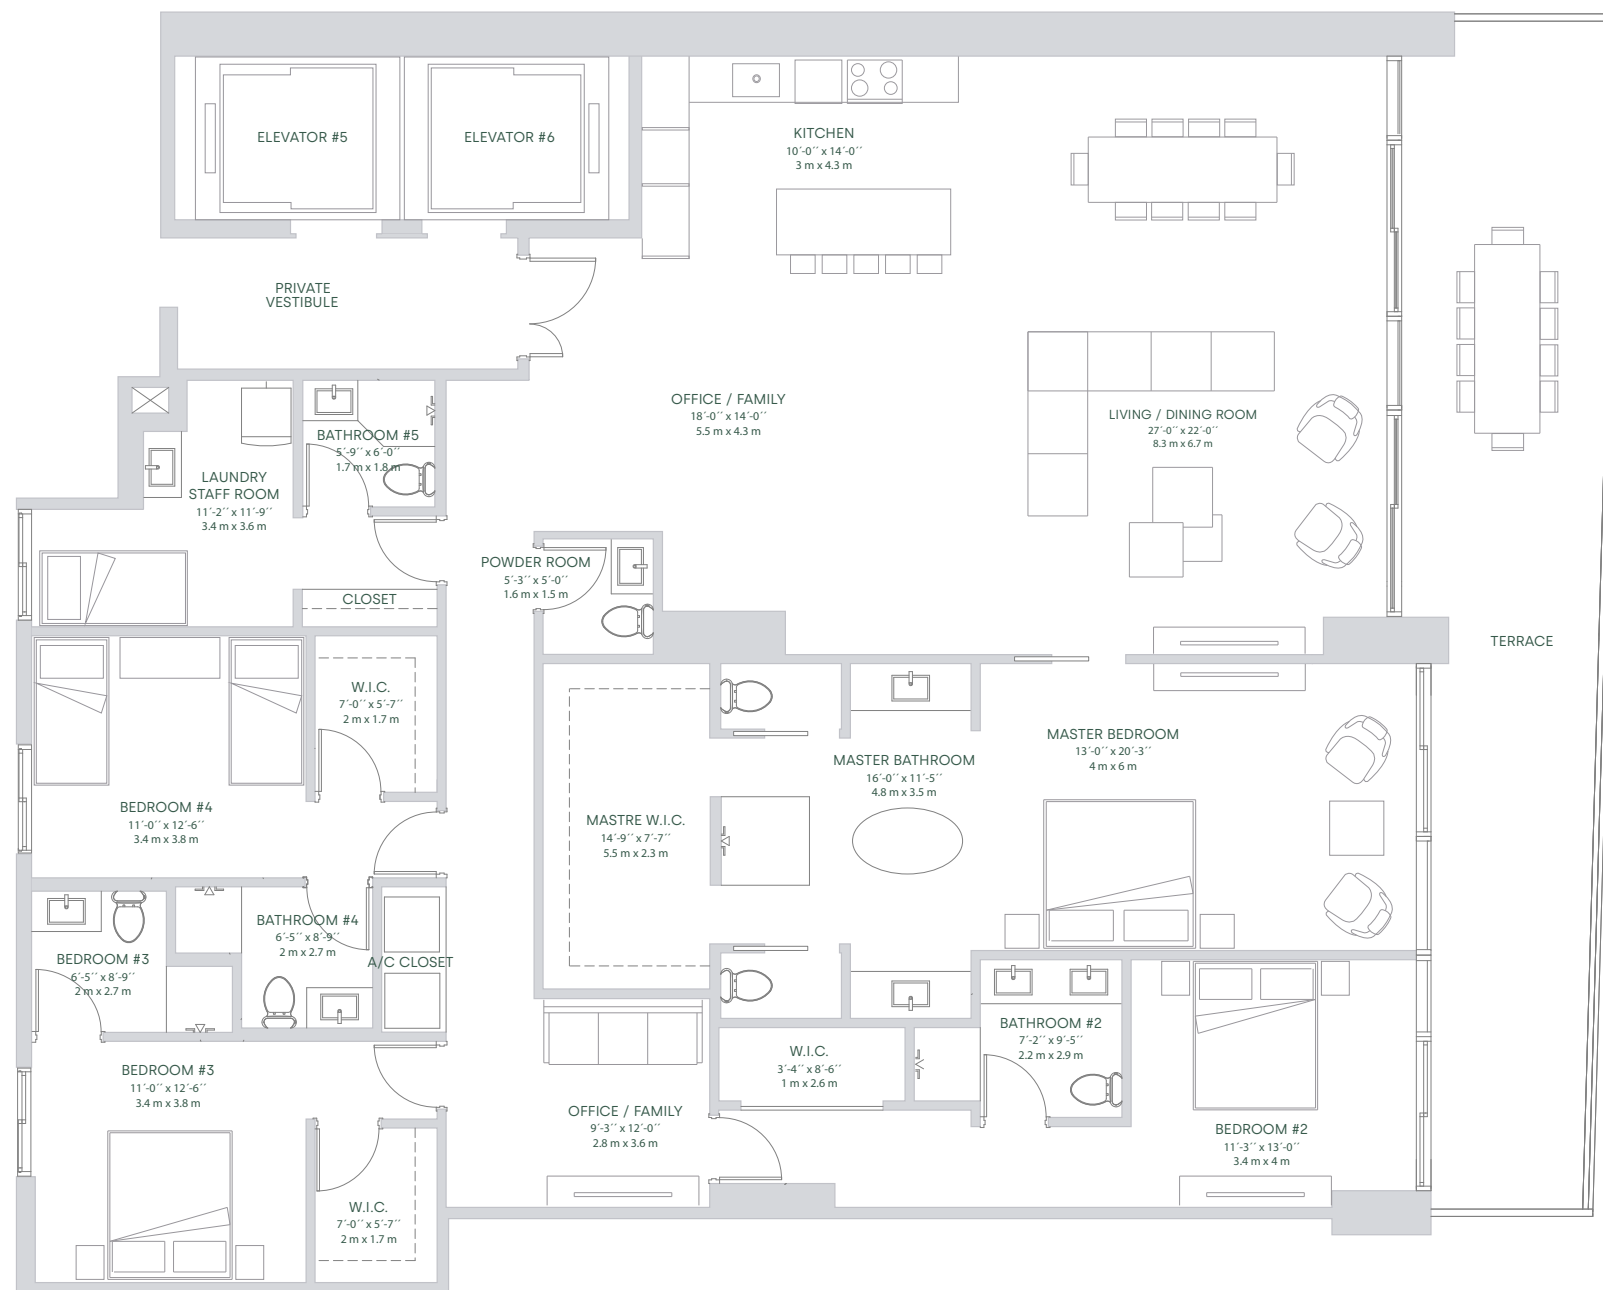 ELEVATOR #5
ELEVATOR #6
KITCHEN
10´-0´´ x 14´-0´´
3 m x 4.3 m
PRIVATE
VESTIBULE
OFFICE / FAMILY
18´-0´´ x 14´-0´´
5.5 m x 4.3 m
LIVING / DINING ROOM
27´-0´´ x 22´-0´´
8.3 m x 6.7 m
BATHROOM #5
5´-9´´ x 6´-0´´
1.7 m x 1.8 m
LAUNDRY
STAFF ROOM
11´-2´´ x 11´-9´´
3.4 m x 3.6 m
POWDER ROOM
5´-3´´ x 5´-0´´
1.6 m x 1.5 m
CLOSET
TERRACE
W.I.C.
7´-0´´ x 5´-7´´
2 m x 1.7 m
MASTER BEDROOM
13´-0´´ x 20´-3´´
4 m x 6 m
MASTER BATHROOM
16´-0´´ x 11´-5´´
4.8 m x 3.5 m
BEDROOM #4
11´-0´´ x 12´-6´´
3.4 m x 3.8 m
MASTRE W.I.C.
14´-9´´ x 7´-7´´
5.5 m x 2.3 m
BATHROOM #4
6´-5´´ x 8´-9´´
2 m x 2.7 m
BEDROOM #3
6´-5´´ x 8´-9´´
2 m x 2.7 m
A/C CLOSET
BATHROOM #2
7´-2´´ x 9´-5´´
2.2 m x 2.9 m
W.I.C.
3´-4´´ x 8´-6´´
1 m x 2.6 m
BEDROOM #3
11´-0´´ x 12´-6´´
3.4 m x 3.8 m
OFFICE / FAMILY
9´-3´´ x 12´-0´´
2.8 m x 3.6 m
BEDROOM #2
11´-3´´ x 13´-0´´
3.4 m x 4 m
W.I.C.
7´-0´´ x 5´-7´´
2 m x 1.7 m